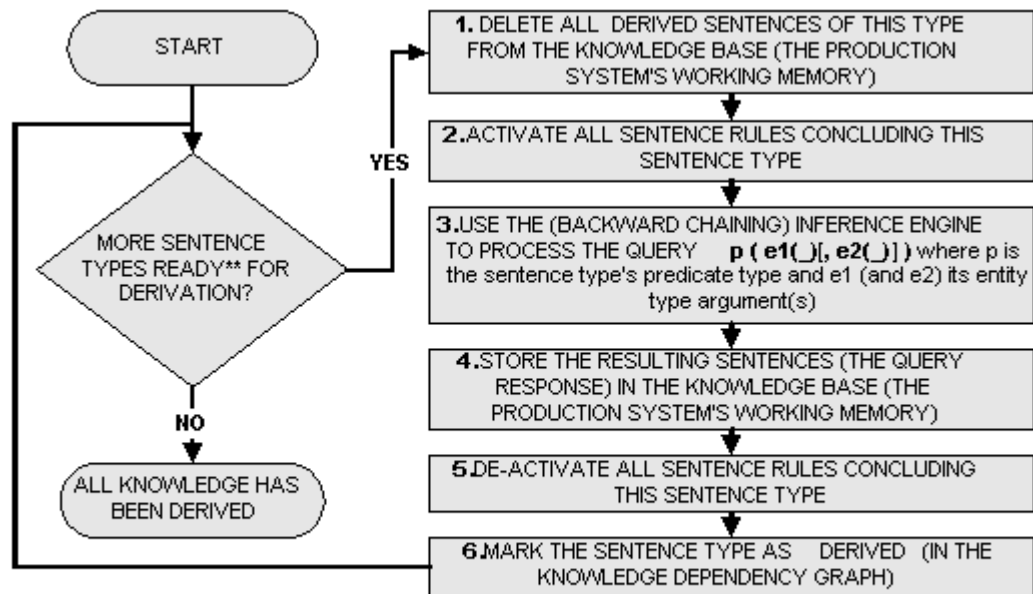 START
MORE SENTENCE
TYPES READY** FOR
DERIVATION?
YES
NO
ALL KNOWLEDGE HAS
BEEN DERIVED
1. DELETE ALL DERIVED SENTENCES OF THIS TYPE
FROM THE KNOWLEDGE BASE (THE PRODUCTION
SYSTEM'S WORKING MEMORY)
2.ACTIVATE ALL SENTENCE RULES CONCLUDING THIS
SENTENCE TYPE
3.USE THE (BACKWARD CHAINING) INFERENCE ENGINE
TO PROCESS THE QUERY p ( e1(_)[, e2(_)] ) where p is
the sentence type's predicate type and e1 (and e2) its entity
type argument(s)
4.STORE THE RESULTING SENTENCES (THE QUERY
RESPONSE) IN THE KNOWLEDGE BASE (THE
PRODUCTION SYSTEM'S WORKING MEMORY)
5.DE-ACTIVATE ALL SENTENCE RULES CONCLUDING
THIS SENTENCE TYPE
6.MARK THE SENTENCE TYPE AS DERIVED (IN THE
KNOWLEDGE DEPENDENCY GRAPH)